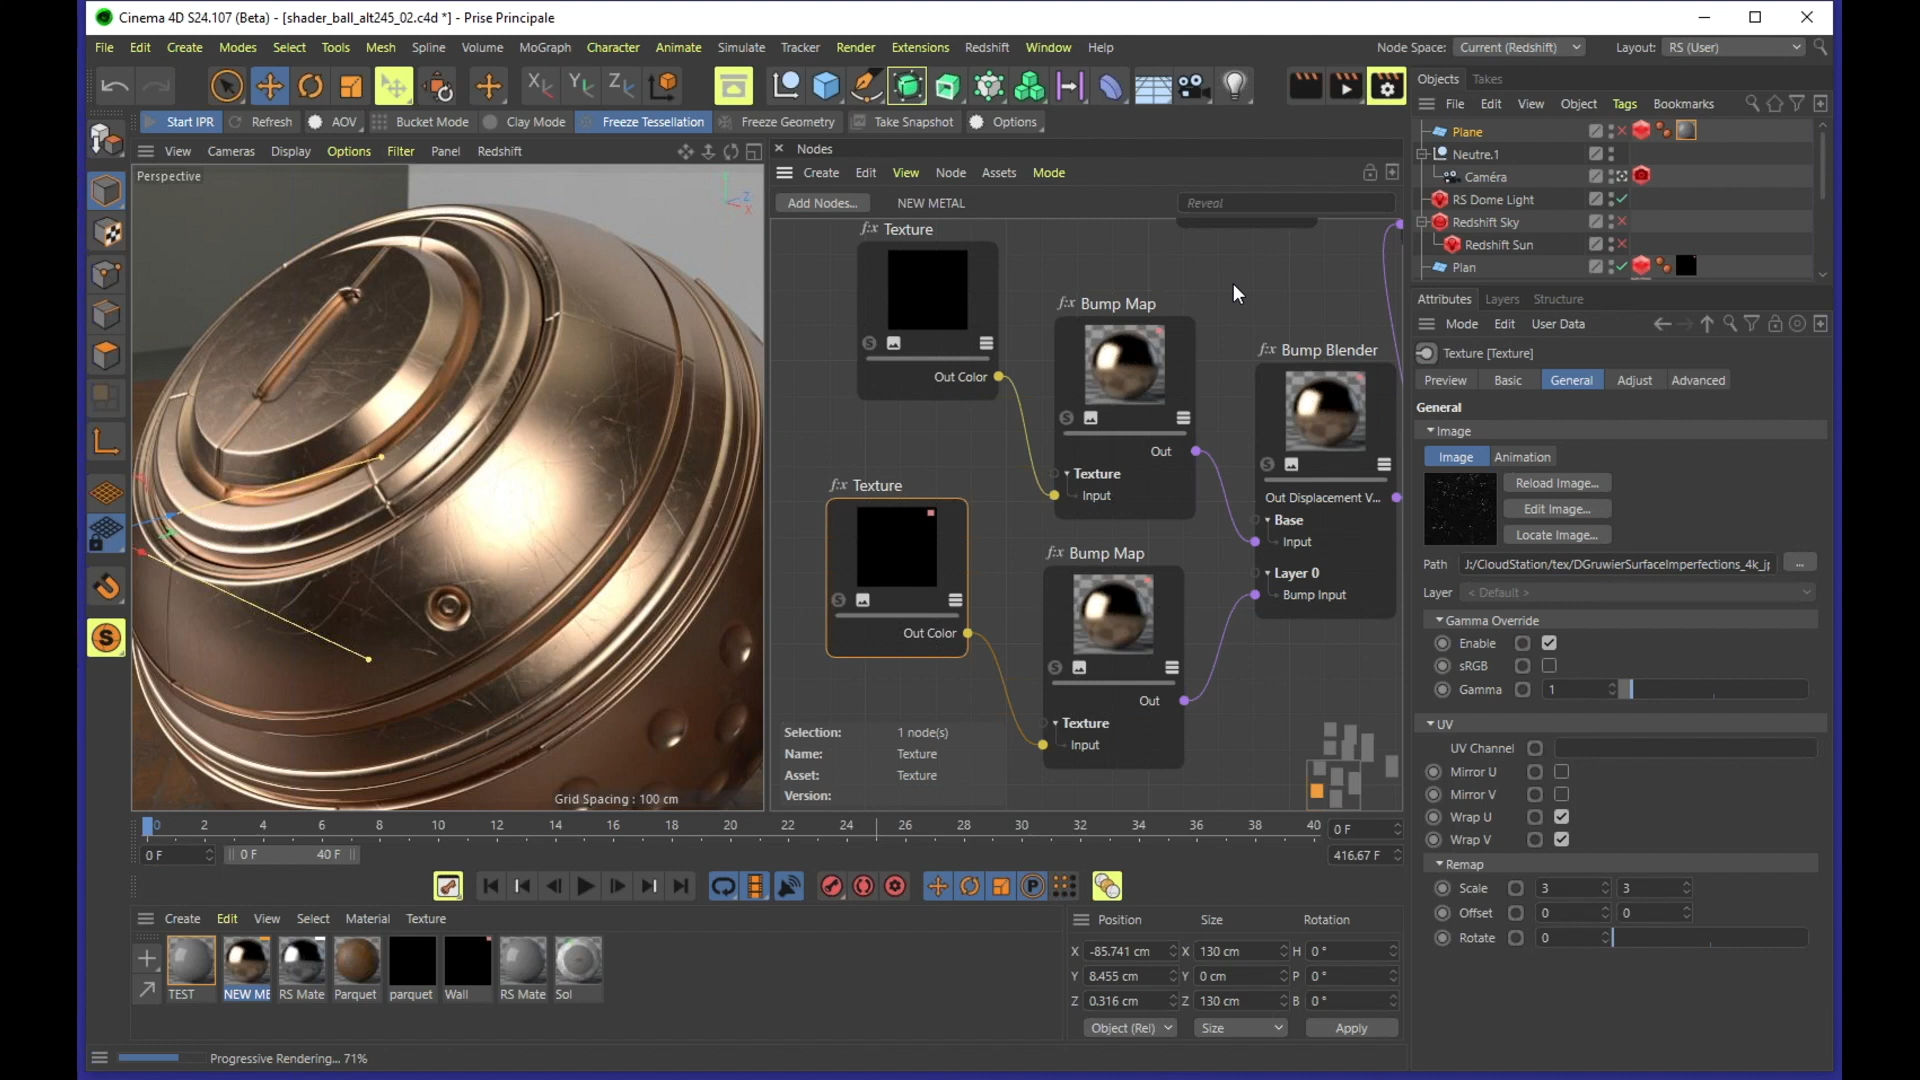 Cinema 4D S24.107 (Beta) - [shader_ball_alt245_02.c4d *] - Prise Principale
File Edit Create Modes Select Tools Mesh Spline Volume MoGraph Character Animate Simulate Tracker Render Extensions Redshift Window Help
Node Space: Current (Redshift) Layout: RS (User)
X Y Z
Start IPR Refresh AOV Bucket Mode Clay Mode Freeze Tessellation Freeze Geometry Take Snapshot Options
View Cameras Display Options Filter Panel Redshift
Perspective
Z
X
Grid Spacing : 100 cm
Nodes
Create Edit View Node Assets Mode
Add Nodes... NEW METAL Reveal
f:x Texture
Out Color
f:x Bump Map
Out
Texture
Input
f:x Bump Blender
Out Displacement V...
Base
Input
Layer 0
Bump Input
f:x Texture
Out Color
f:x Bump Map
Out
Texture
Input
Selection: 1 node(s)
Name: Texture
Asset: Texture
Version:
Objects Takes
File Edit View Object Tags Bookmarks
Plane
Neutre.1
Caméra
RS Dome Light
Redshift Sky
Redshift Sun
Plan
Attributes Layers Structure
Mode Edit User Data
Texture [Texture]
Preview Basic General Adjust Advanced
General
Image
Image Animation
Reload Image...
Edit Image...
Locate Image...
Path J:/CloudStation/tex/DGruwierSurfaceImperfections_4k_jp ...
Layer < Default >
Gamma Override
Enable
sRGB
Gamma 1
UV
UV Channel
Mirror U
Mirror V
Wrap U
Wrap V
Remap
Scale 3 3
Offset 0 0
Rotate 0
0 2 4 6 8 10 12 14 16 18 20 22 24 26 28 30 32 34 36 38 40 0 F
0 F 0 F 40 F 416.67 F
P
S
Create Edit View Select Material Texture
TEST NEW ME RS Mate Parquet parquet Wall RS Mate Sol
Position Size Rotation
X -85.741 cm X 130 cm H 0 °
Y 8.455 cm Y 0 cm P 0 °
Z 0.316 cm Z 130 cm B 0 °
Object (Rel) Size Apply
Progressive Rendering... 71%